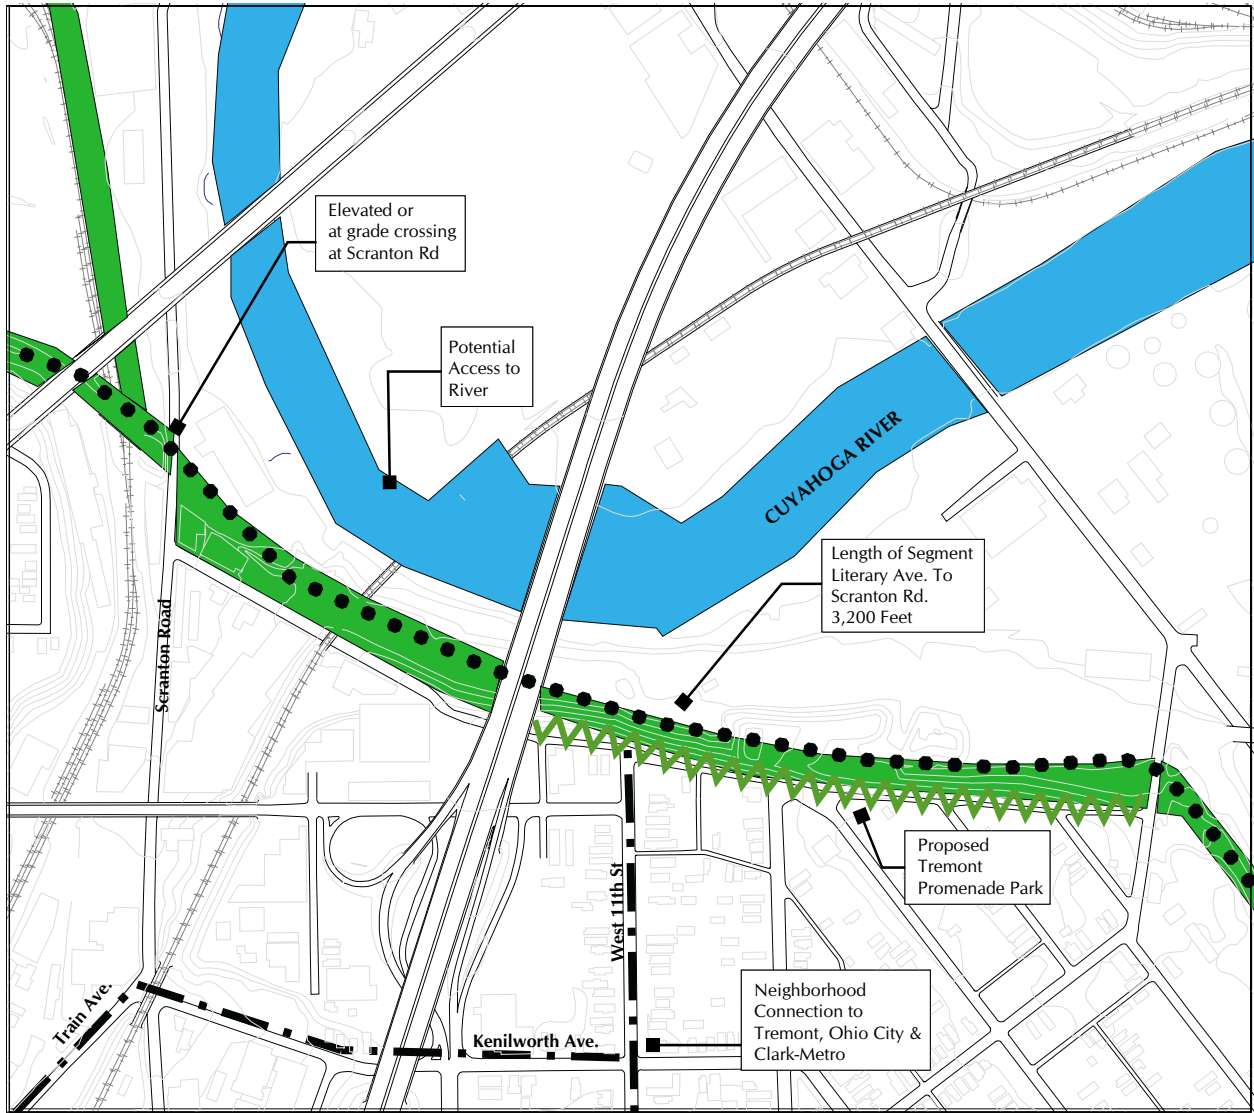 Elevated or
at grade crossing
at Scranton Rd
Potential
Access to
River
CUYAHOGA RIVER
Length of Segment
Literary Ave. To
Scranton Rd.
3,200 Feet
Scranton Road
Proposed
Tremont
Promenade Park
West 11th St
Neighborhood
Connection to
Tremont, Ohio City &
Clark-Metro
Train Ave.
Kenilworth Ave.